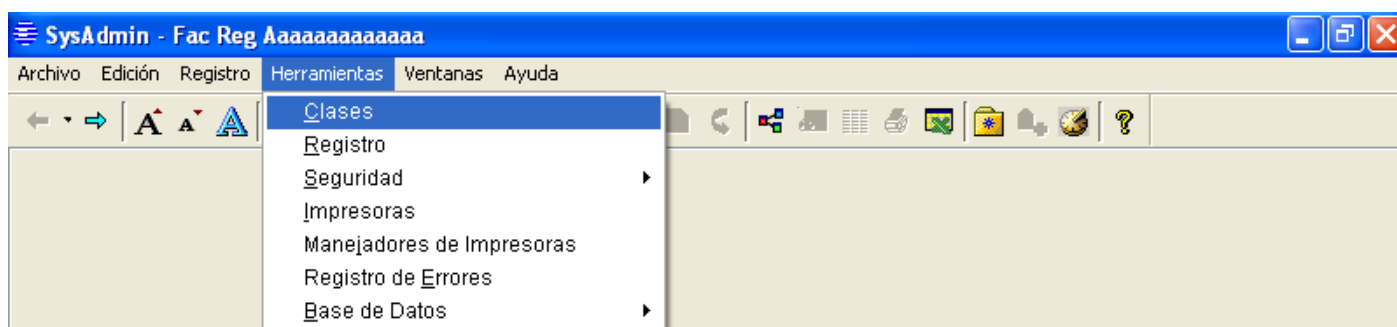 SysAdmin - Fac Reg Aaaaaaaaaaaaa
Archivo Edición Registro Herramientas Ventanas Ayuda
Clases
Registro
Seguridad
Impresoras
Manejadores de Impresoras
Registro de Errores
Base de Datos